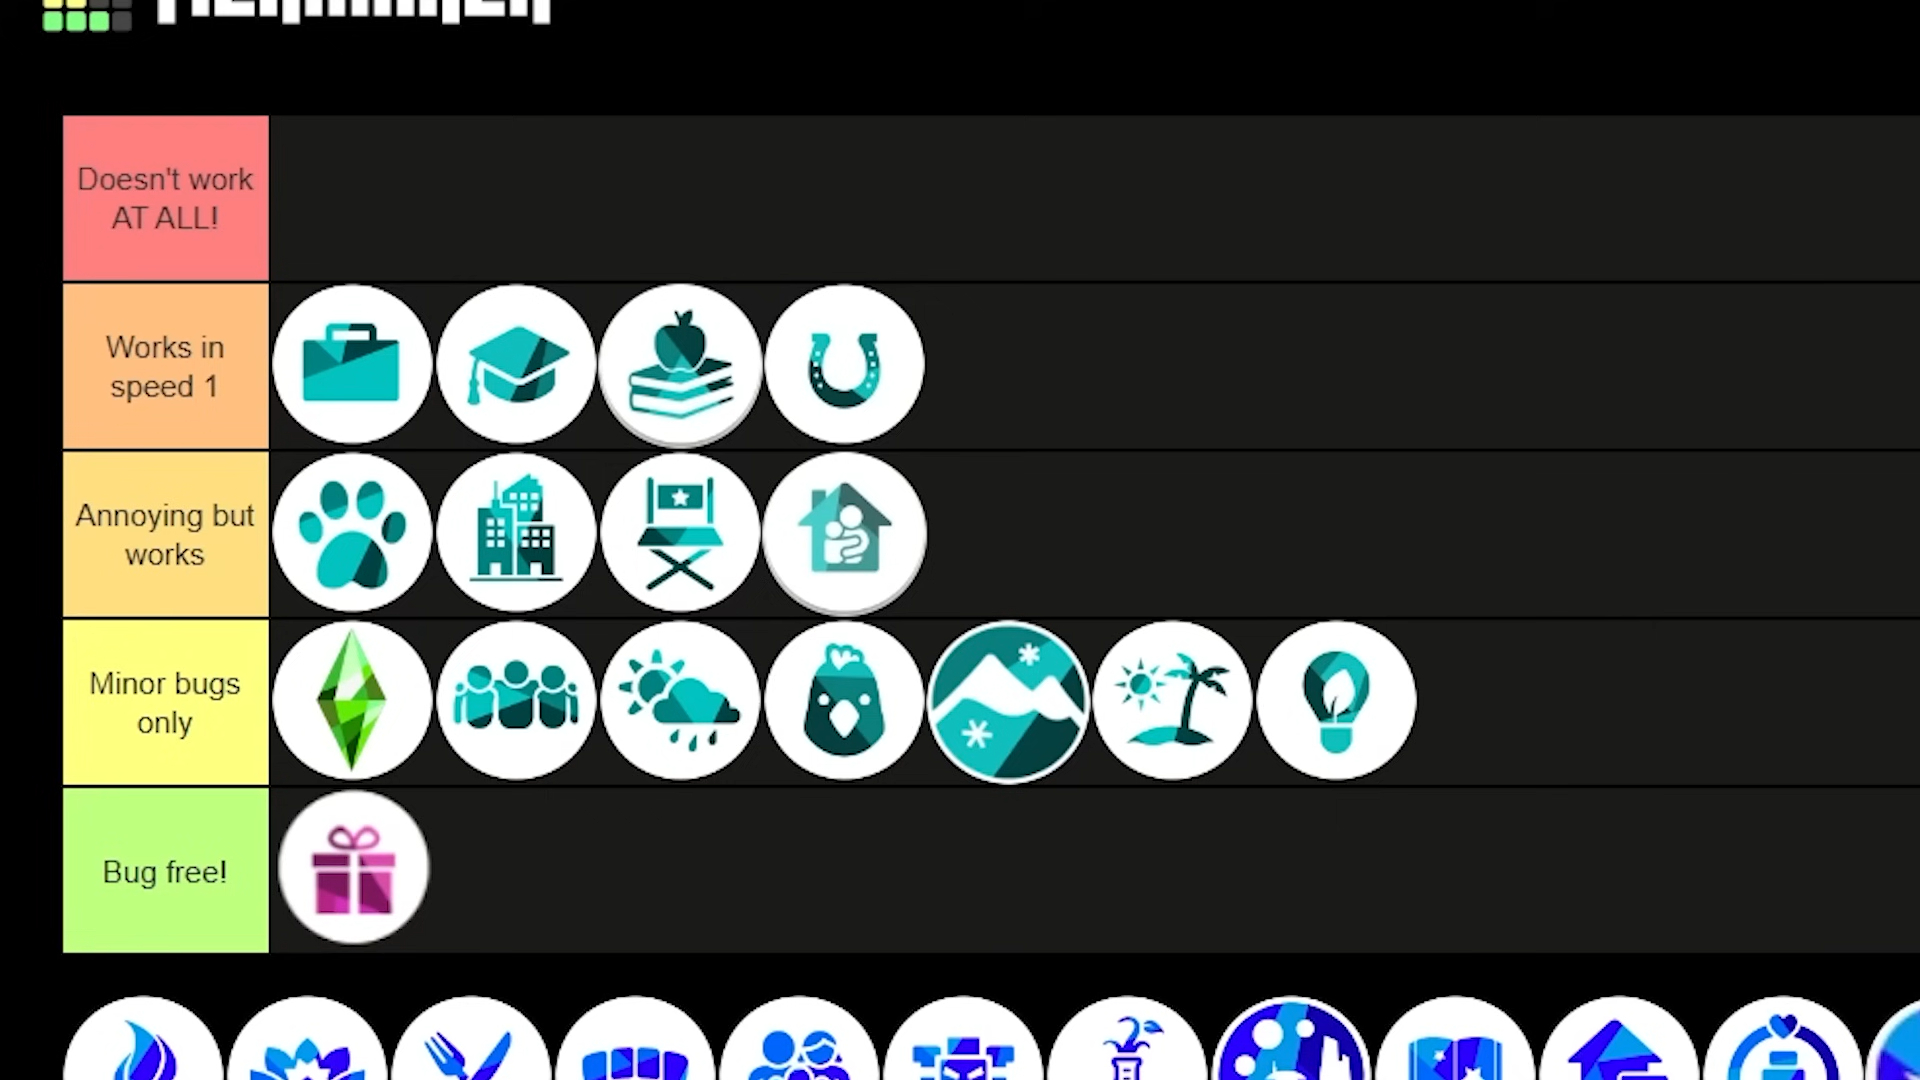 Doesn't work
AT ALL!
Works in
speed 1
Annoying but
works
Minor bugs
only
Bug free!